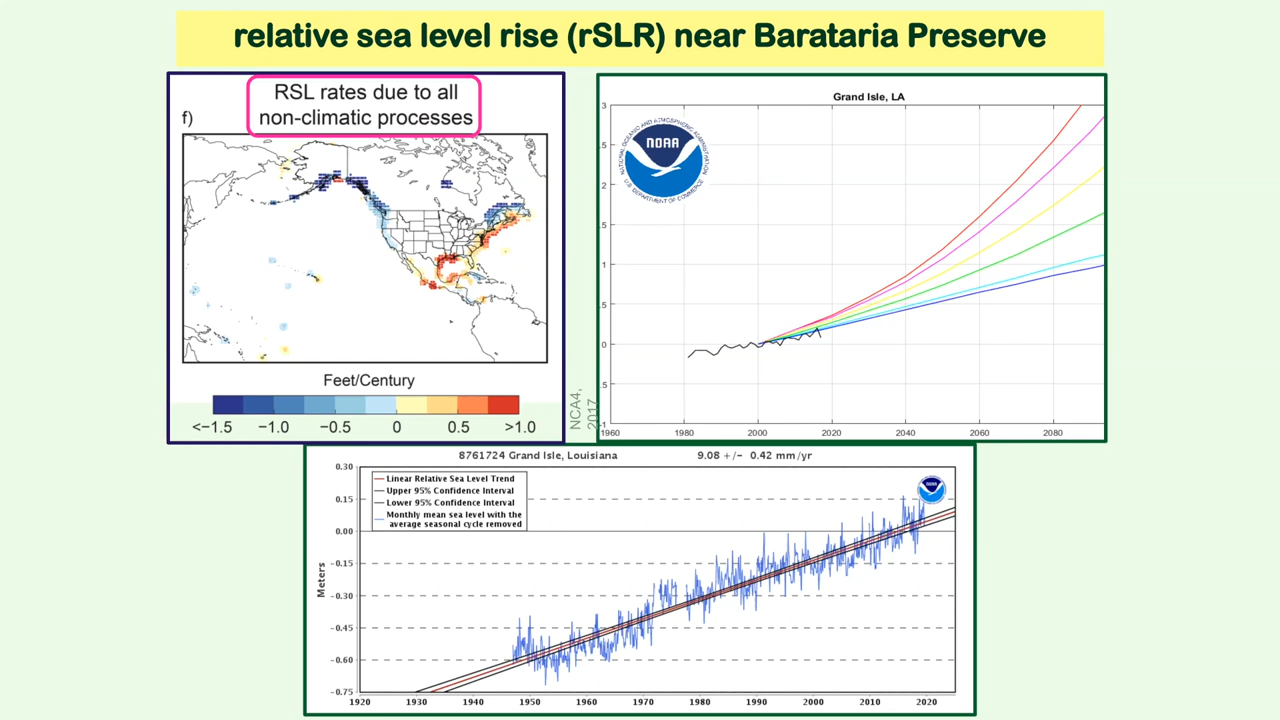 relative sea level rise (rSLR) near Barataria Preserve
RSL rates due to all
non-climatic processes
f)
Feet/Century
<−1.5 −1.0 −0.5 0 0.5 >1.0
NCA4,
2017
Grand Isle, LA
NATIONAL OCEANIC AND ATMOSPHERIC ADMINISTRATION
NOAA
U.S. DEPARTMENT OF COMMERCE
3
.5
2
.5
1
.5
0
.5
-1
1960 1980 2000 2020 2040 2060 2080
8761724 Grand Isle, Louisiana 9.08 +/- 0.42 mm/yr
Linear Relative Sea Level Trend
Upper 95% Confidence Interval
Lower 95% Confidence Interval
Monthly mean sea level with the
average seasonal cycle removed
NOAA
Meters
0.30
0.15
0.00
-0.15
-0.30
-0.45
-0.60
-0.75
1920 1930 1940 1950 1960 1970 1980 1990 2000 2010 2020